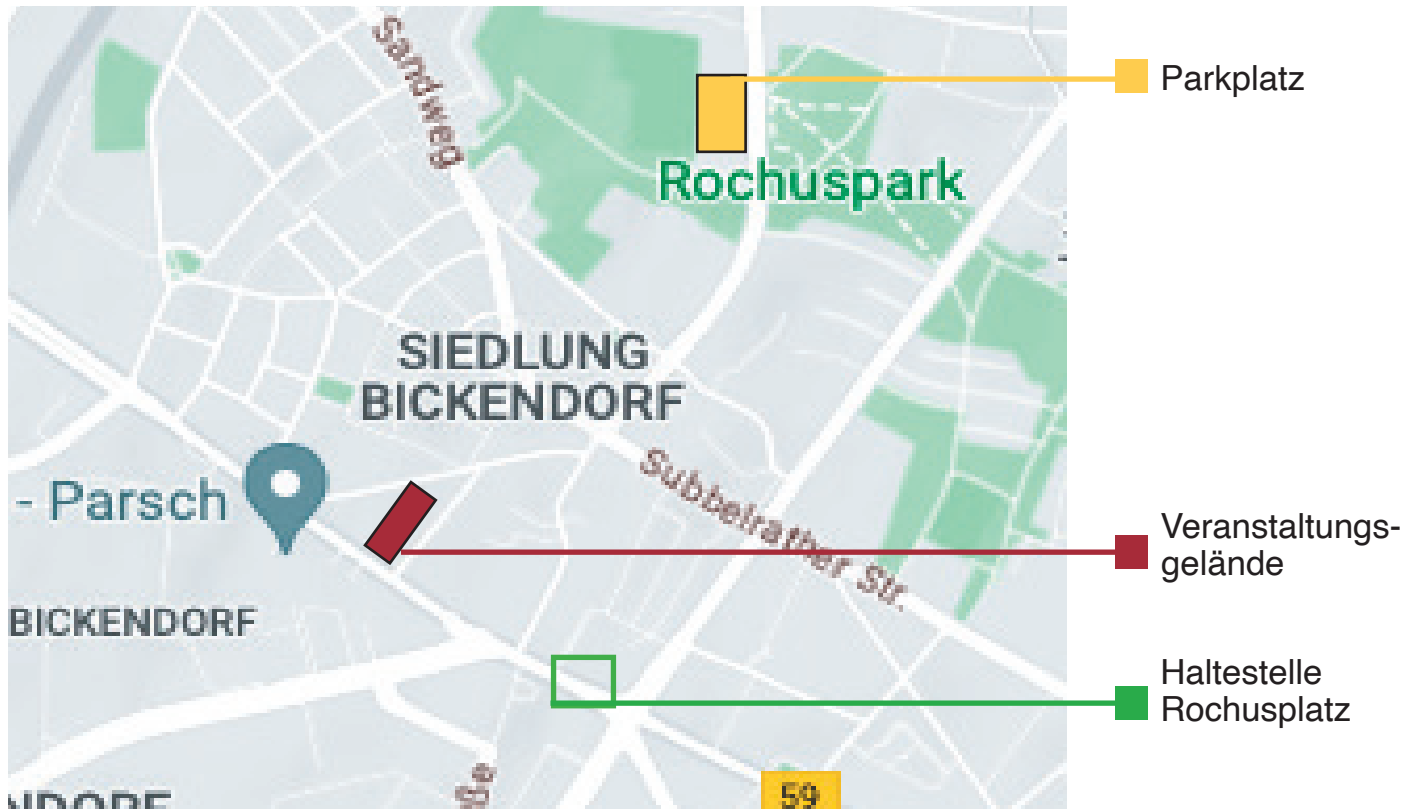 Sandweg
Parkplatz
Rochuspark
SIEDLUNG
BICKENDORF
- Parsch
Subbelrather Str.
Veranstaltungs-
gelände
BICKENDORF
Haltestelle
Rochusplatz
59